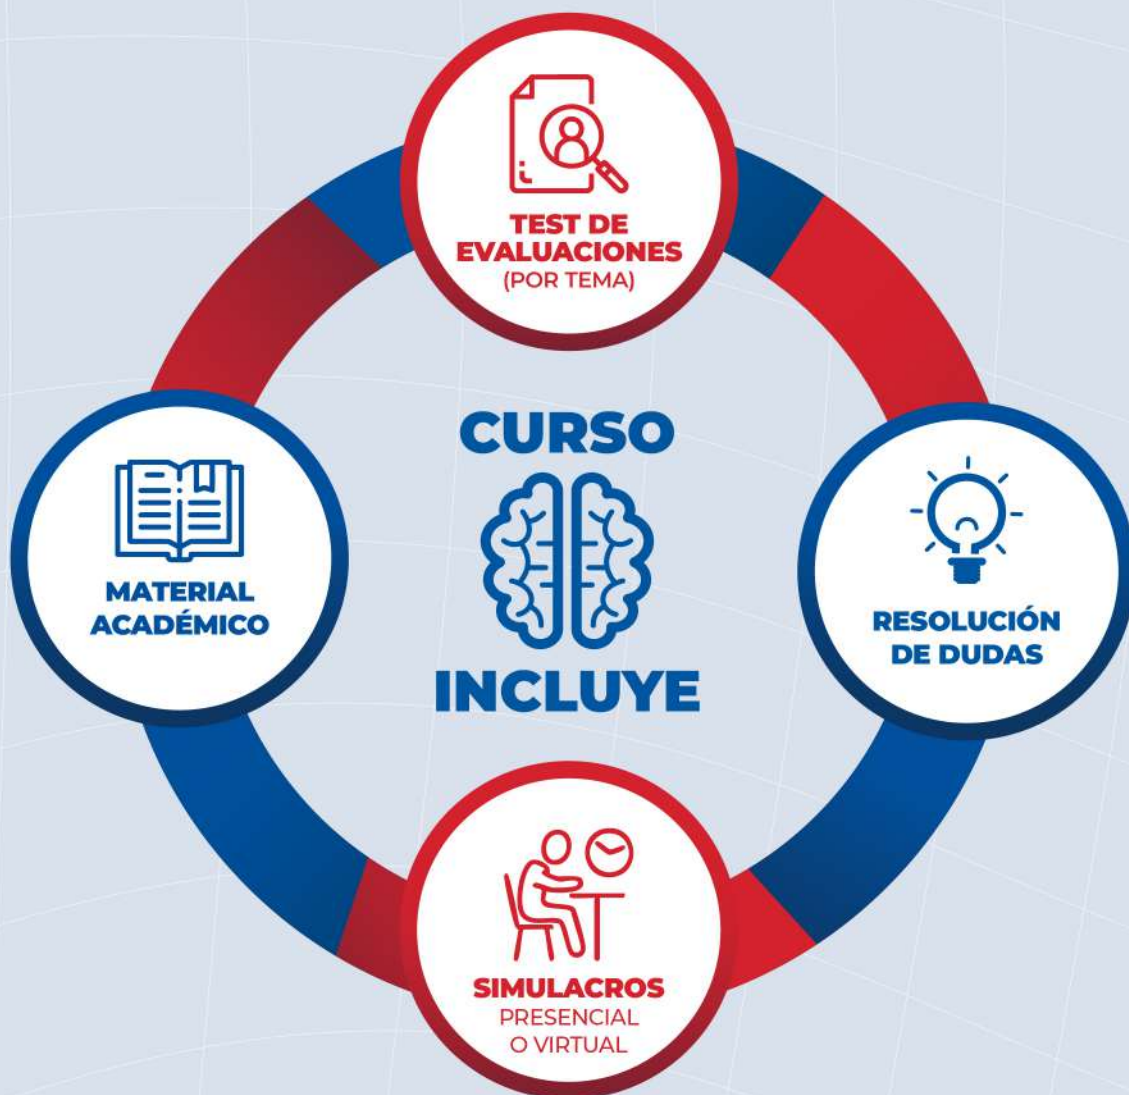 TEST DE
EVALUACIONES
(POR TEMA)
CURSO
INCLUYE
MATERIAL
ACADÉMICO
RESOLUCIÓN
DE DUDAS
SIMULACROS
PRESENCIAL
O VIRTUAL